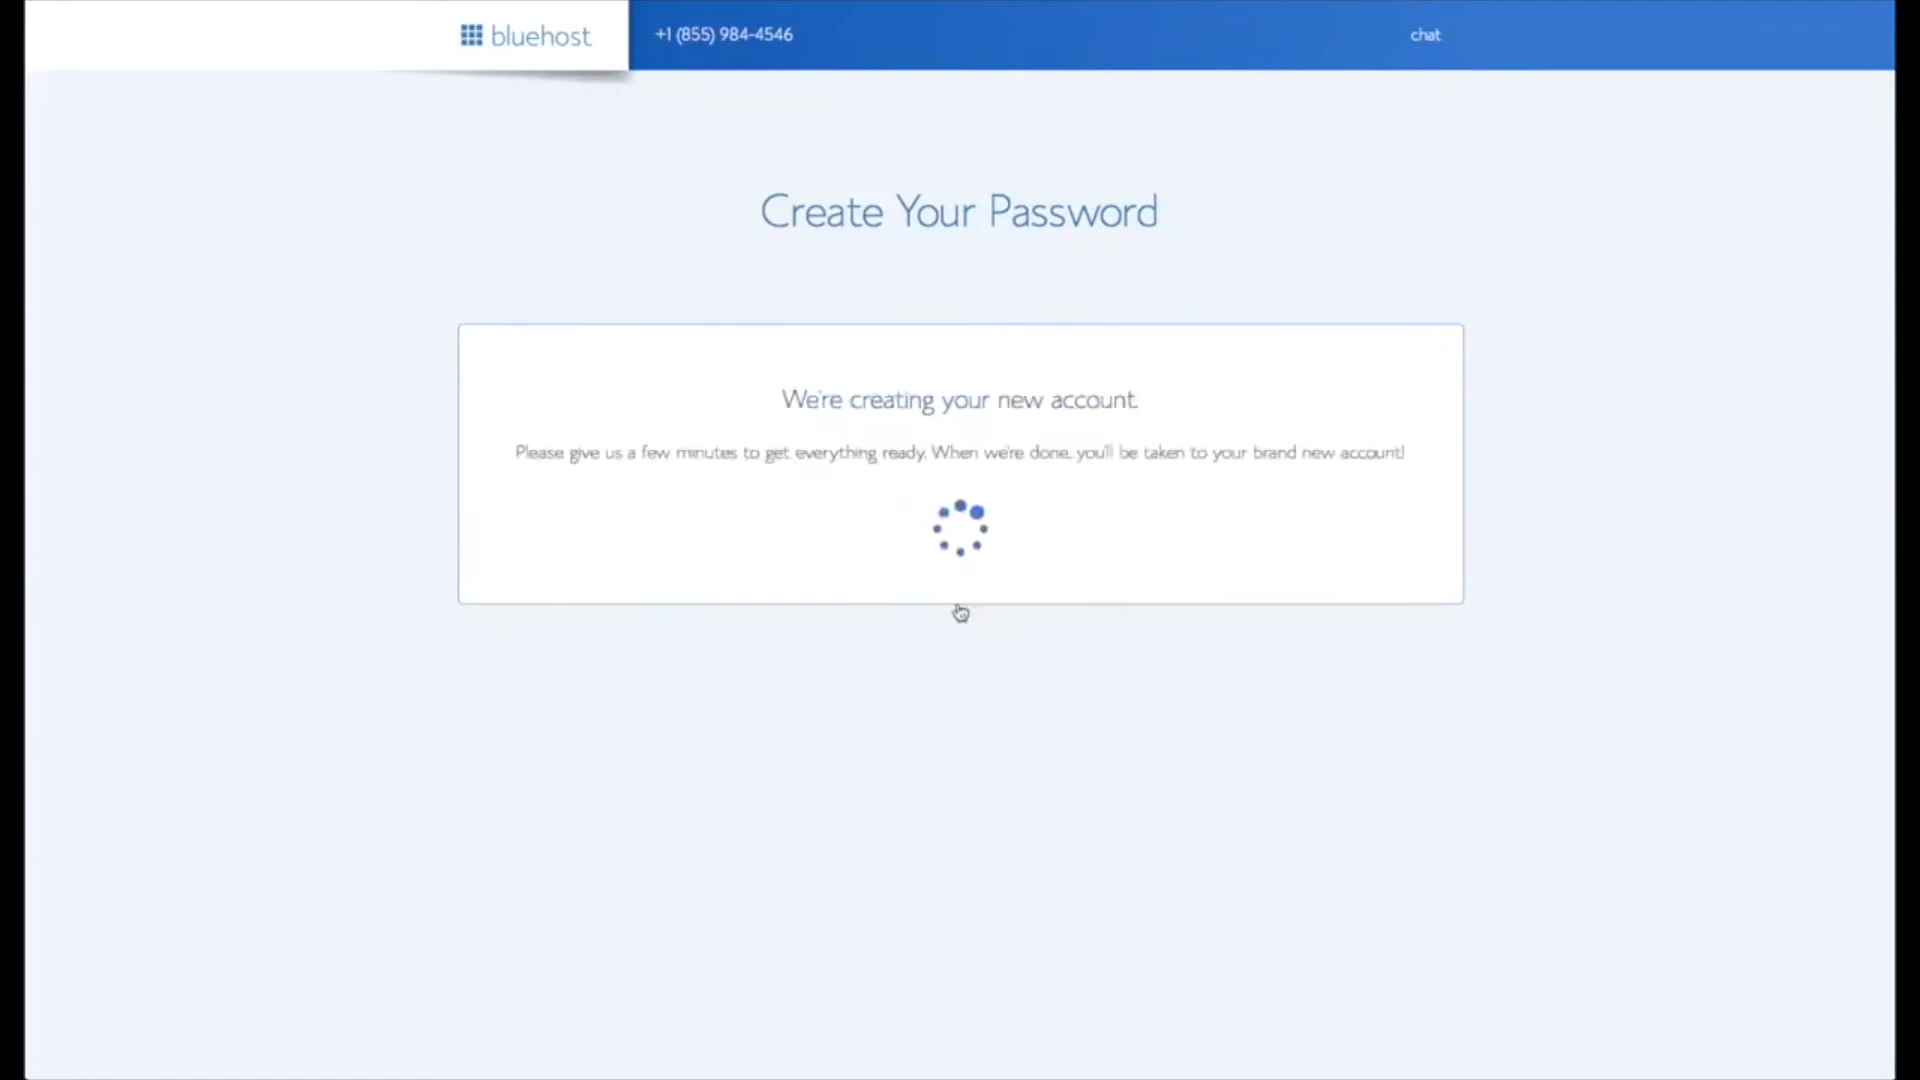 bluehost
+1 (855) 984-4546
chat
Create Your Password
We're creating your new account.
Please give us a few minutes to get everything ready. When we're done, you'll be taken to your brand new account!